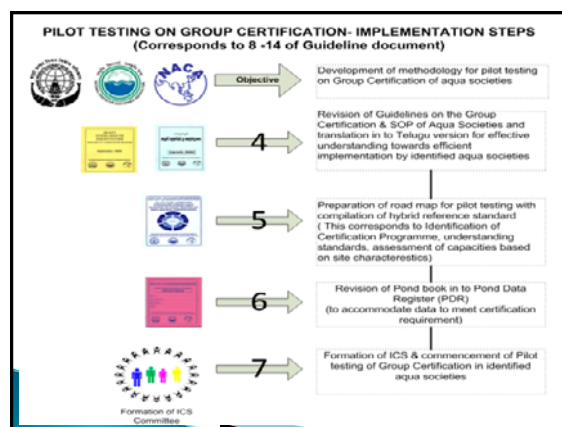 PILOT TESTING ON GROUP CERTIFICATION- IMPLEMENTATION STEPS
(Corresponds to 8 -14 of Guideline document)
NACA
Objective
Development of methodology for pilot testing
on Group Certification of aqua societies
4
Revision of Guidelines on the Group
Certification & SOP of Aqua Societies and
translation in to Telugu version for effective
understanding towards efficient
implementation by identified aqua societies
5
Preparation of road map for pilot testing with
compilation of hybrid reference standard
( This corresponds to Identification of
Certification Programme, understanding
standards, assessment of capacities based
on site characterestics)
6
Revision of Pond book in to Pond Data
Register (PDR)
(to accommodate data to meet certification
requirement)
7
Formation of ICS & commencement of Pilot
testing of Group Certification in identified
aqua societies
Formation of ICS
Committee